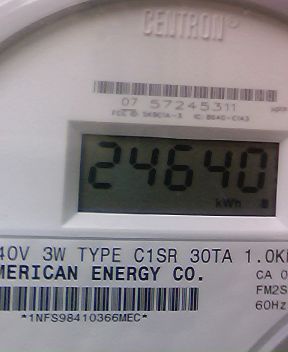 CENTRON®
07 57245311
24640
kWh
40V 3W TYPE C1SR 30TA 1.0K
MERICAN ENERGY CO.
CA 0
FM2S
60Hz
*1NFS98410366MEC*